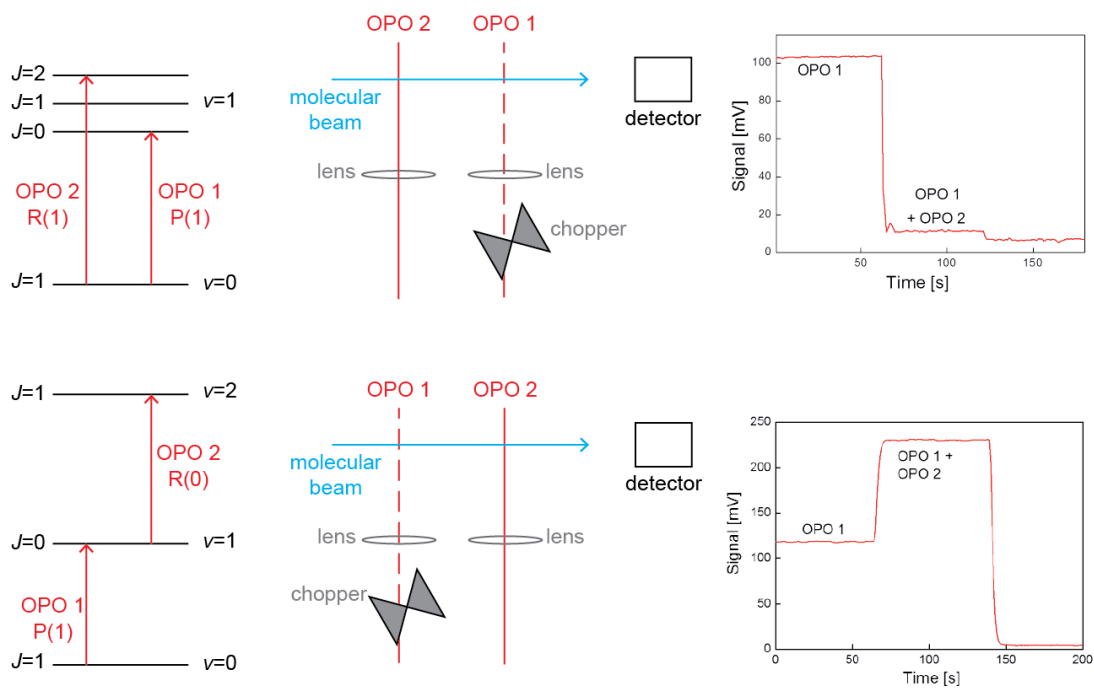 J=2
J=1
v=1
J=0
OPO 2
R(1)
OPO 1
P(1)
J=1
v=0
OPO 2
OPO 1
molecular
beam
detector
lens
lens
chopper
Signal [mV]
100
80
60
40
20
0
OPO 1
OPO 1
+ OPO 2
50
100
150
Time [s]
J=1
v=2
OPO 2
R(0)
J=0
v=1
OPO 1
P(1)
J=1
v=0
OPO 1
OPO 2
molecular
beam
detector
lens
lens
chopper
Signal [mV]
250
200
150
100
50
0
OPO 1
OPO 1 +
OPO 2
0
50
100
150
200
Time [s]